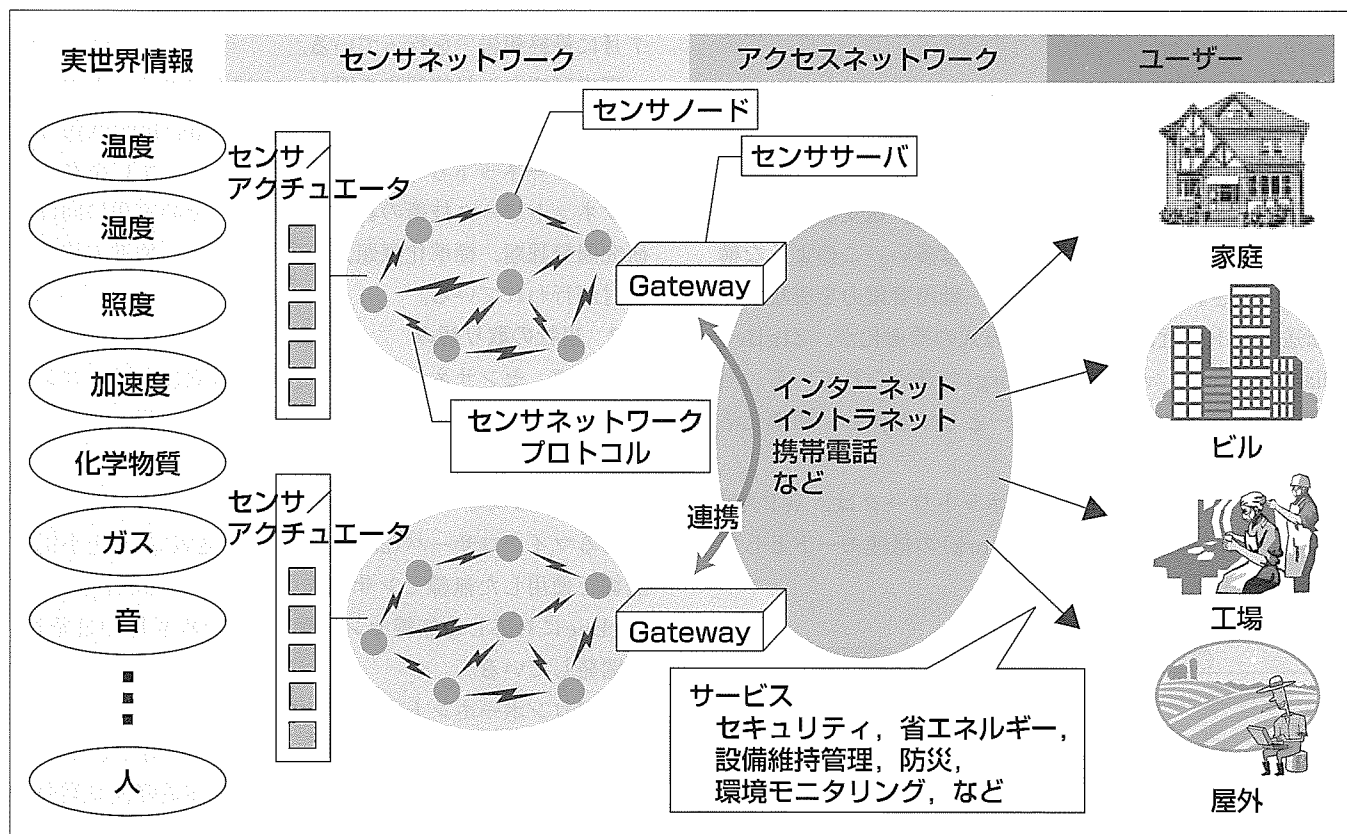 実世界情報
センサネットワーク
アクセスネットワーク
ユーザー
温度
湿度
照度
加速度
化学物質
ガス
音
人
センサ／
アクチュエータ
センサノード
センササーバ
Gateway
センサネットワーク
プロトコル
センサ／
アクチュエータ
Gateway
連携
インターネット
イントラネット
携帯電話
など
サービス
セキュリティ，省エネルギー，
設備維持管理，防災，
環境モニタリング，など
家庭
ビル
工場
屋外